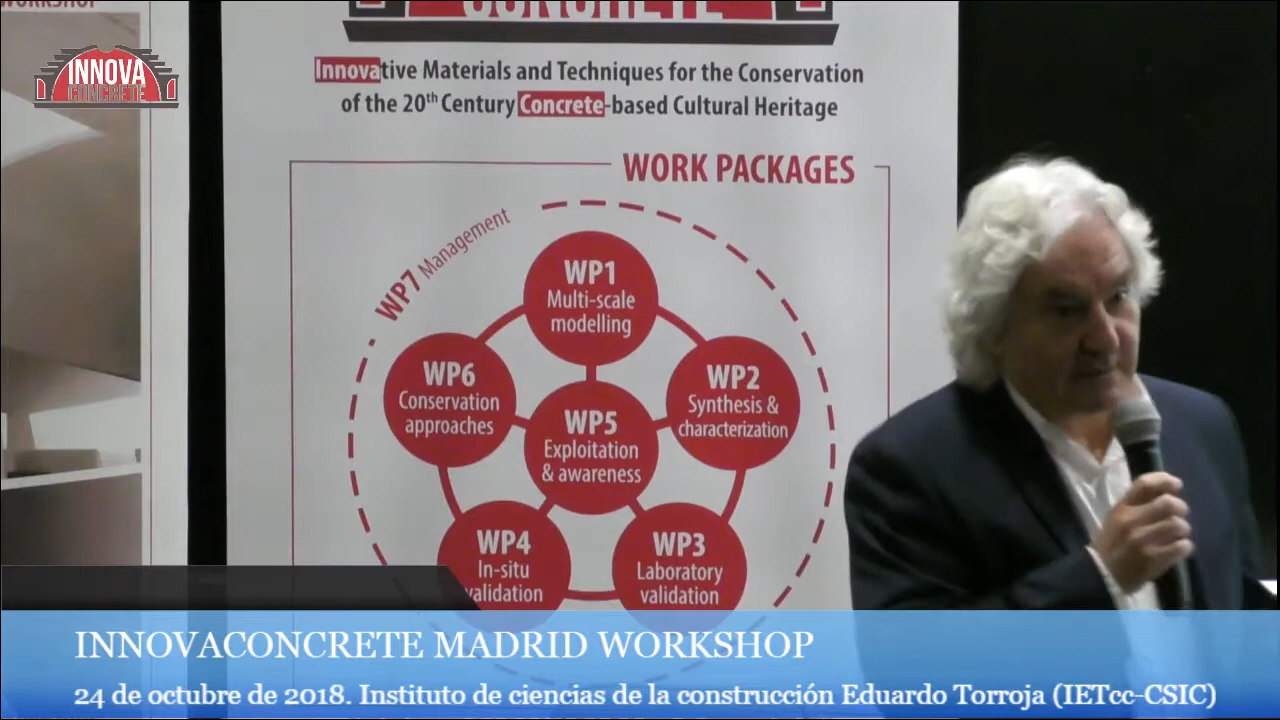 WORKSHOP
INNOVA
CONCRETE
CONCRETE
Innovative Materials and Techniques for the Conservation
of the 20th Century Concrete-based Cultural Heritage
WORK PACKAGES
WP7 Management
WP1
Multi-scale
modelling
WP6
Conservation
approaches
WP2
Synthesis &
characterization
WP5
Exploitation
& awareness
WP4
In-situ
validation
WP3
Laboratory
validation
INNOVACONCRETE MADRID WORKSHOP
24 de octubre de 2018. Instituto de ciencias de la construcción Eduardo Torroja (IETcc-CSIC)